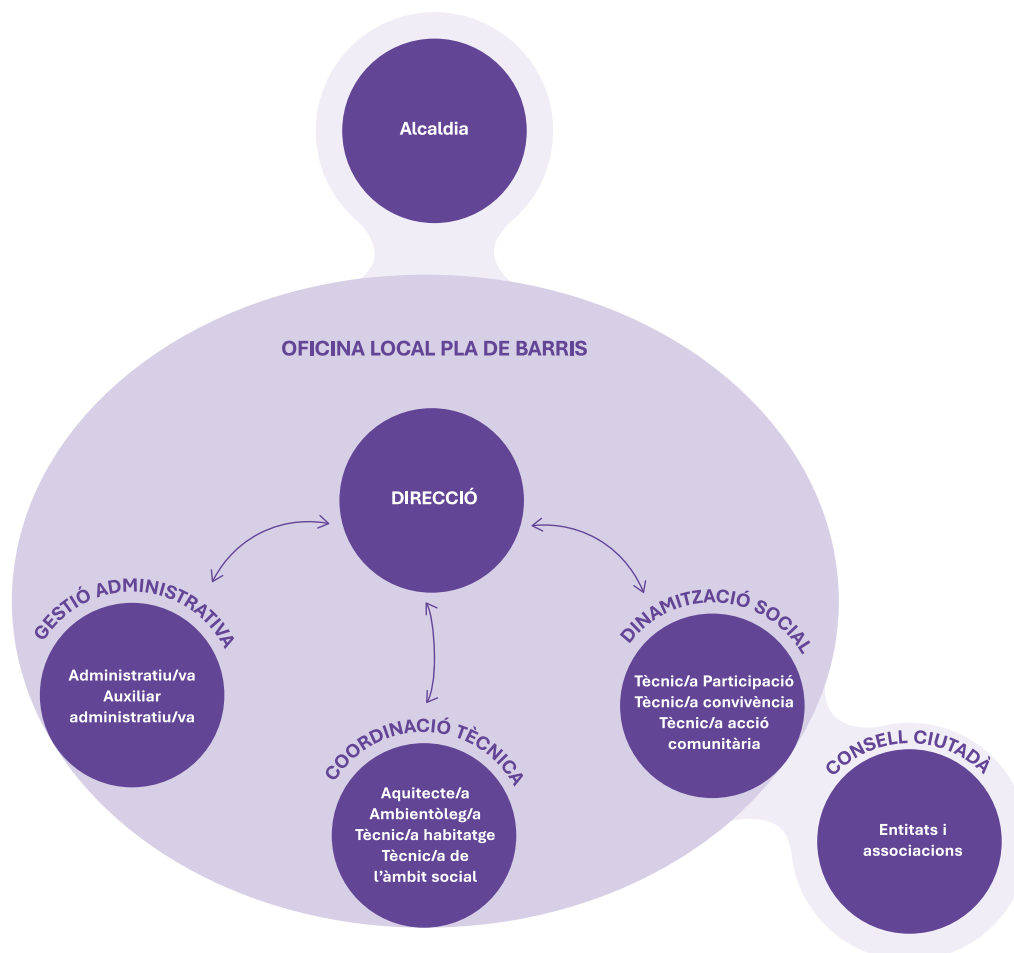 Alcaldia
OFICINA LOCAL PLA DE BARRIS
DIRECCIÓ
GESTIÓ ADMINISTRATIVA
Administratiu/va
Auxiliar
administratiu/va
COORDINACIÓ TÈCNICA
Aquitecte/a
Ambientòleg/a
Tècnic/a habitatge
Tècnic/a de
l'àmbit social
DINAMITZACIÓ SOCIAL
Tècnic/a Participació
Tècnic/a convivència
Tècnic/a acció
comunitària
CONSELL CIUTADÀ
Entitats i
associacions